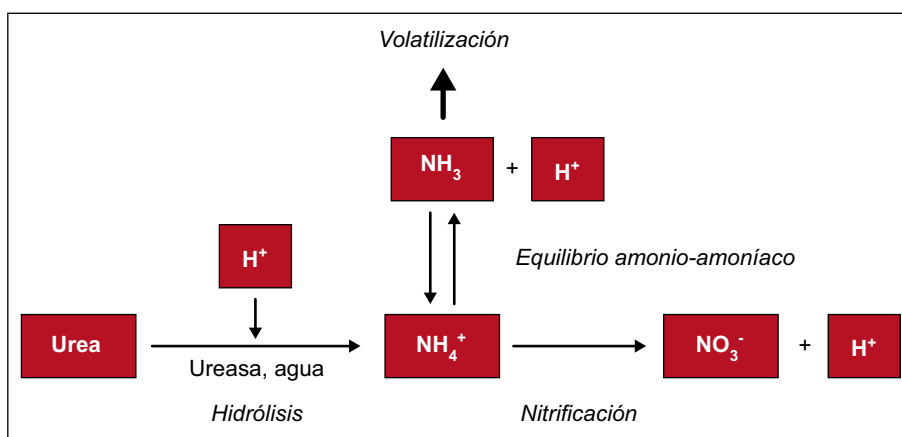 Volatilización
NH₃ + H⁺
H⁺
Equilibrio amonio-amoníaco
Urea NH₄⁺ NO₃⁻ + H⁺
Ureasa, agua
Hidrólisis Nitrificación